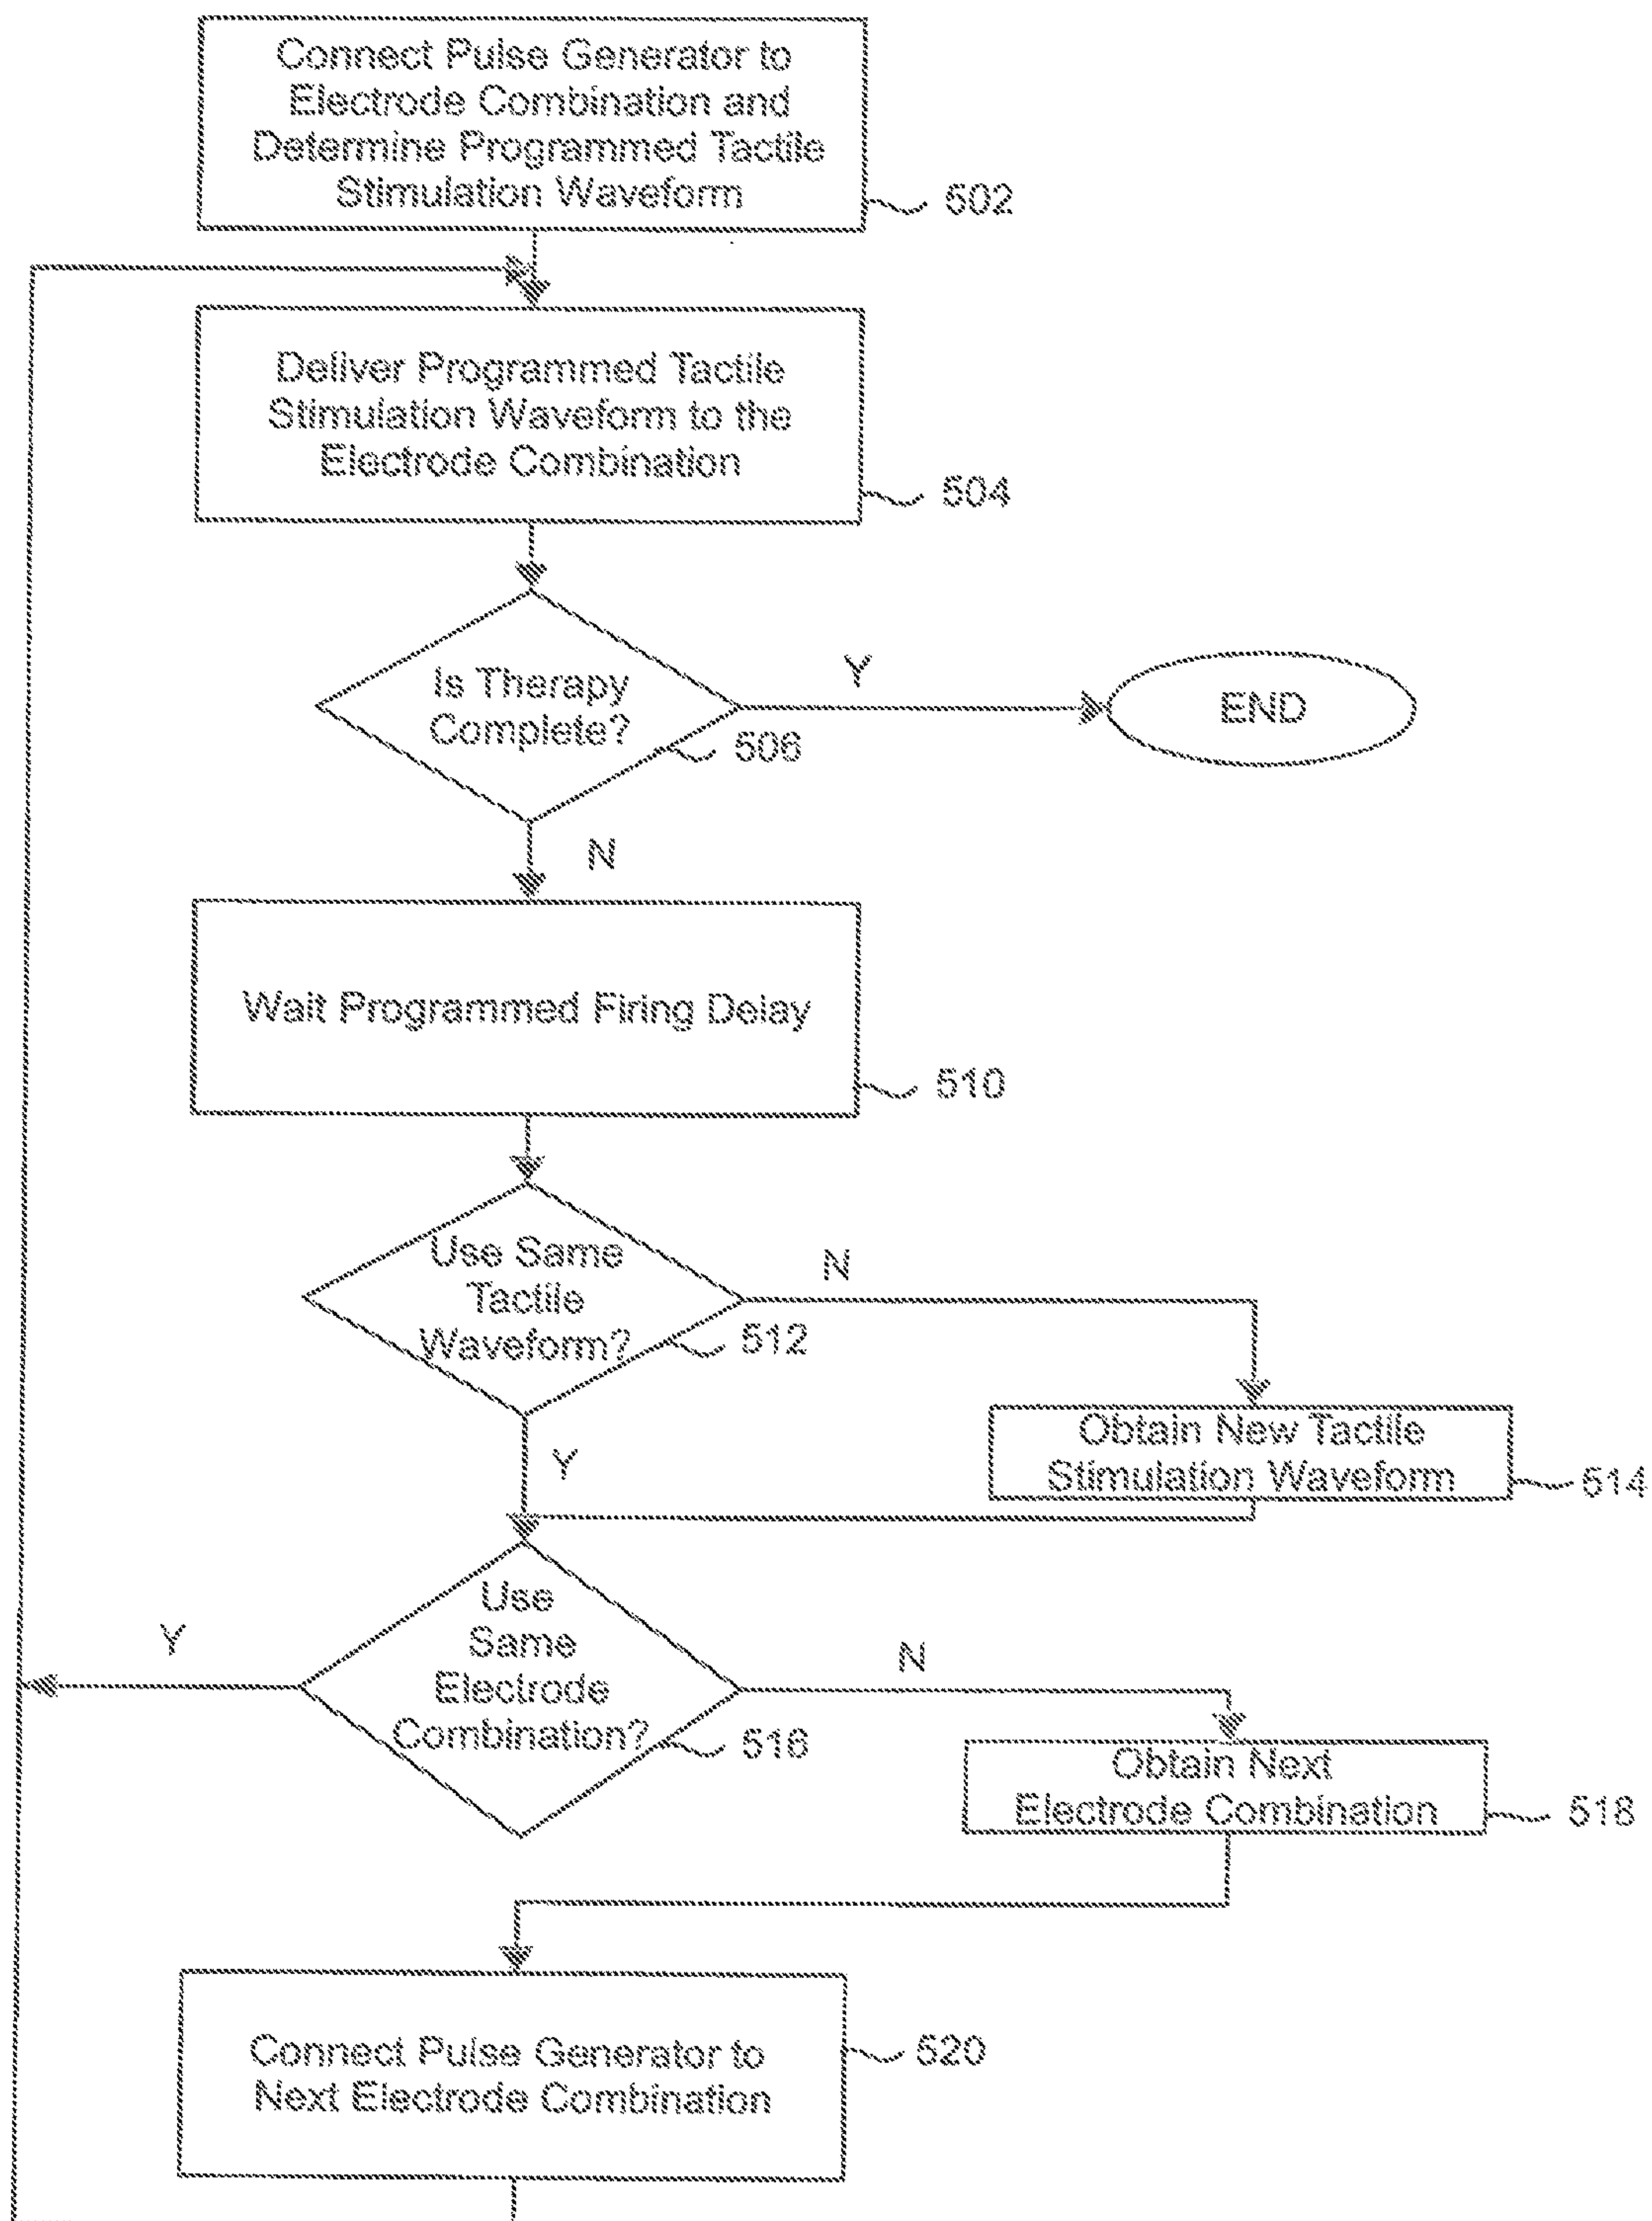 Connect Pulse Generator to
Electrode Combination and
Determine Programmed Tactile
Stimulation Waveform
502
Deliver Programmed Tactile
Stimulation Waveform to the
Electrode Combination
504
Is Therapy
Complete?
506
Y
END
N
Wait Programmed Firing Delay
510
Use Same
Tactile
Waveform?
512
N
Obtain New Tactile
Stimulation Waveform
514
Y
Use
Same
Electrode
Combination?
516
Y
N
Obtain Next
Electrode Combination
518
Connect Pulse Generator to
Next Electrode Combination
520